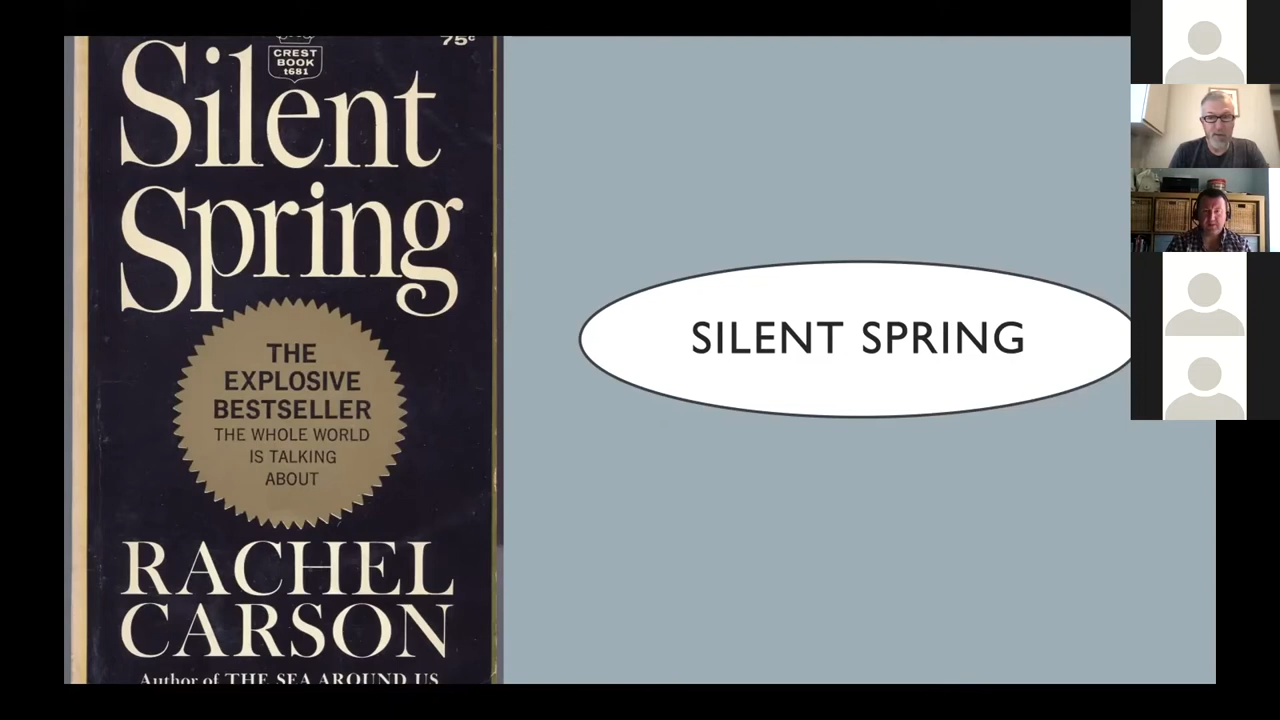 75c
Silent
CREST
BOOK
t681
Spring
THE
EXPLOSIVE
BESTSELLER
THE WHOLE WORLD
IS TALKING
ABOUT
RACHEL
CARSON
Author of THE SEA AROUND US
SILENT SPRING